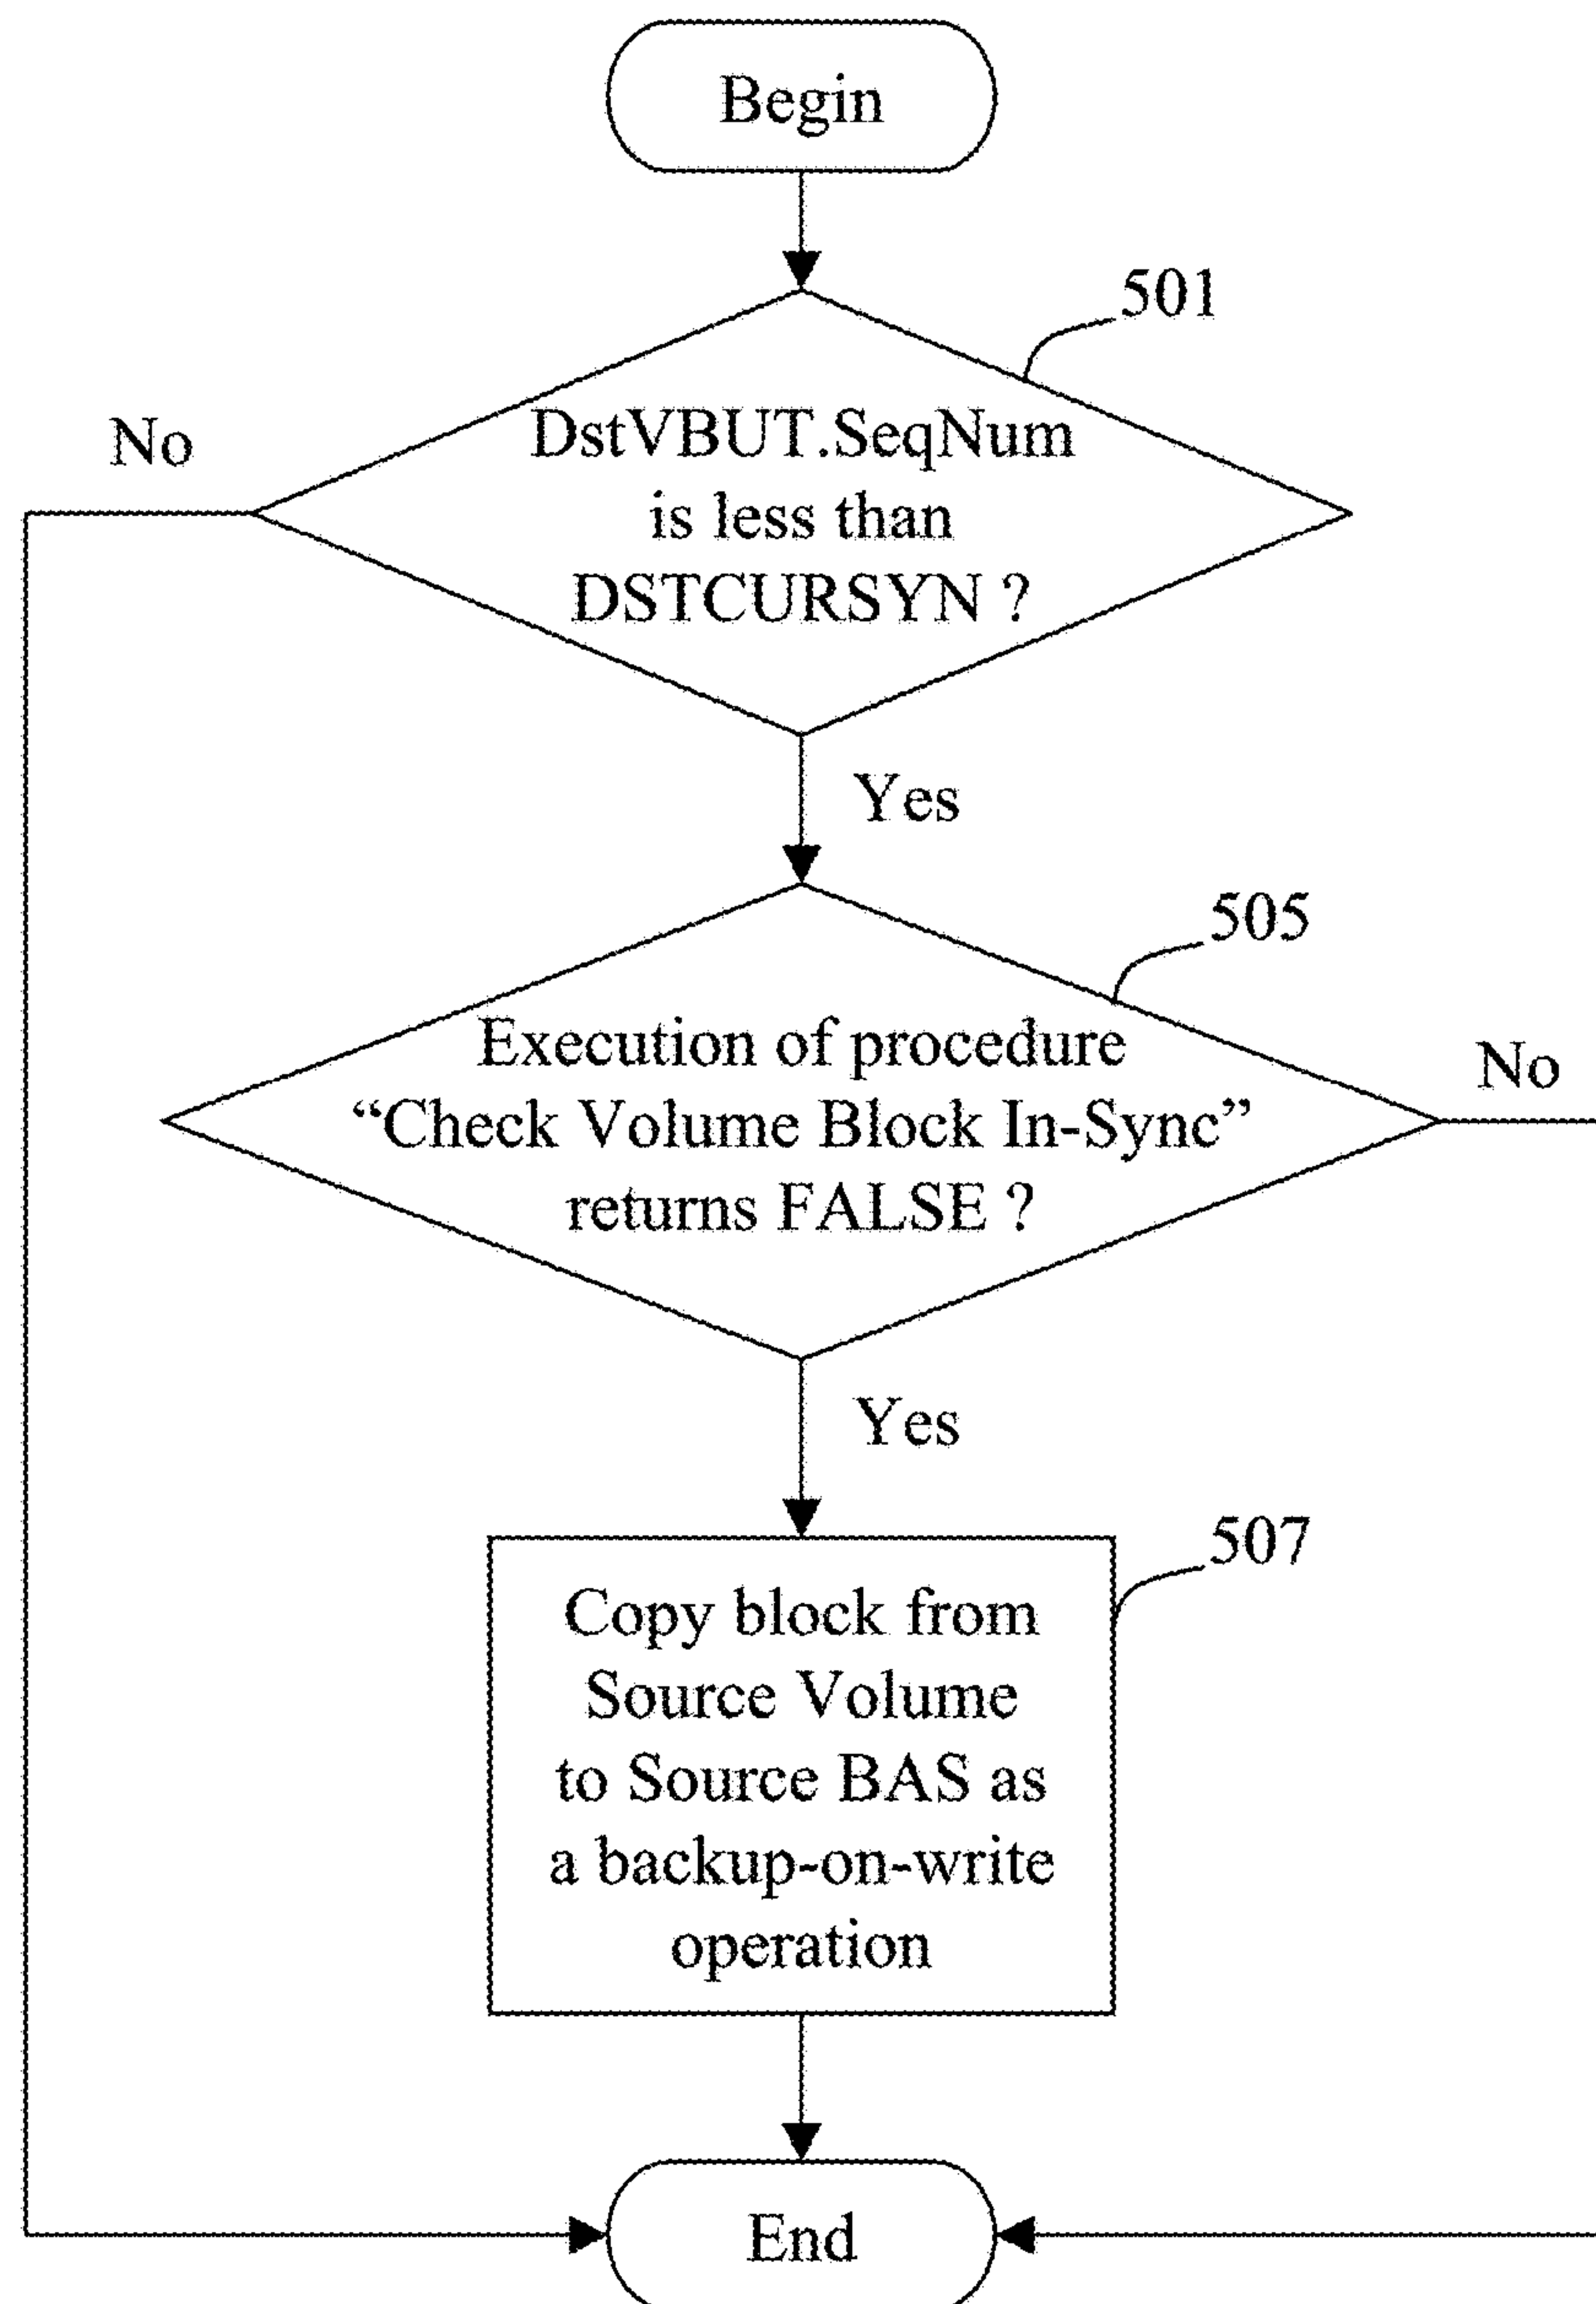 Begin
501
No
DstVBUT.SeqNum
is less than
DSTCURSYN ?
Yes
505
Execution of procedure
“Check Volume Block In-Sync”
returns FALSE ?
No
Yes
507
Copy block from
Source Volume
to Source BAS as
a backup-on-write
operation
End